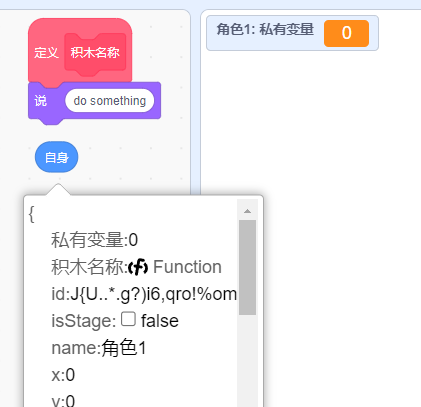 定义 积木名称
说 do something
自身
角色1: 私有变量 0
{
私有变量:0
积木名称: Function
id:J{U..*.g?)i6,qro!%om
isStage: false
name:角色1
x:0
y:0